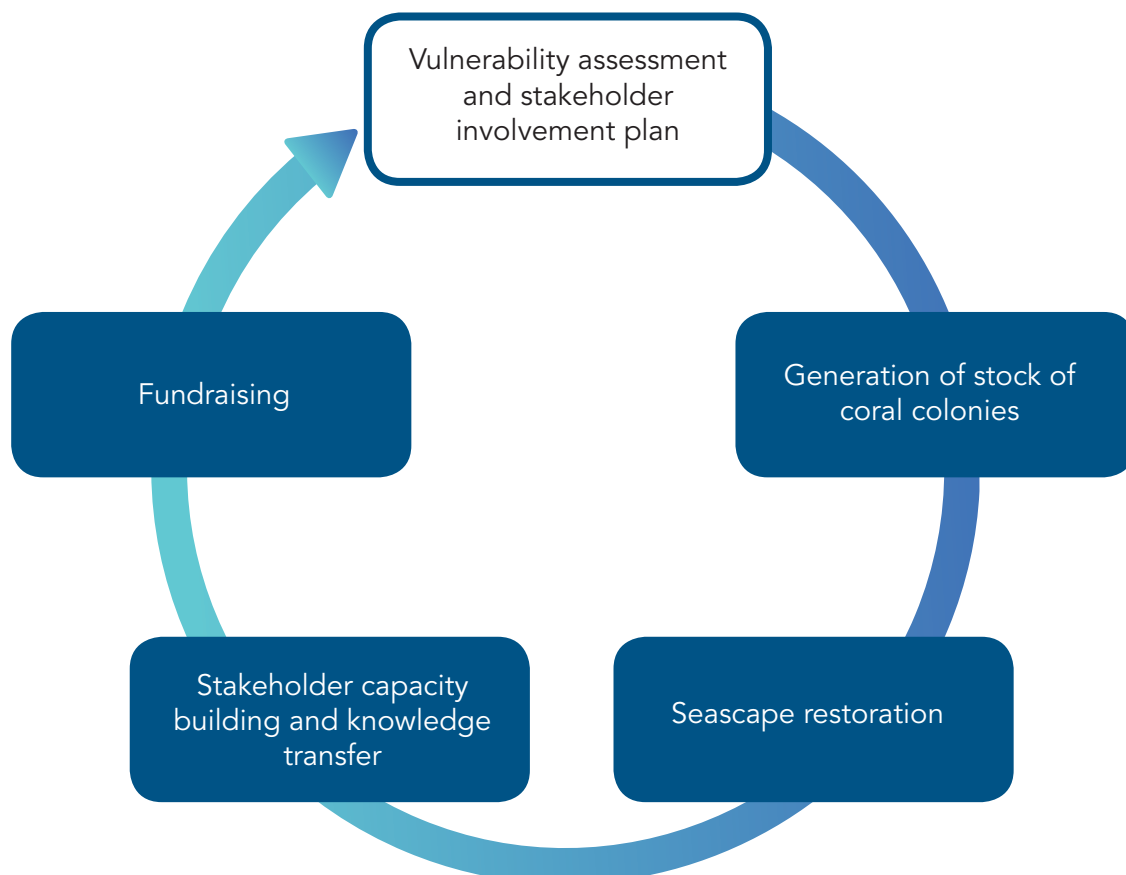 Vulnerability assessment
and stakeholder
involvement plan
Generation of stock of
coral colonies
Seascape restoration
Stakeholder capacity
building and knowledge
transfer
Fundraising